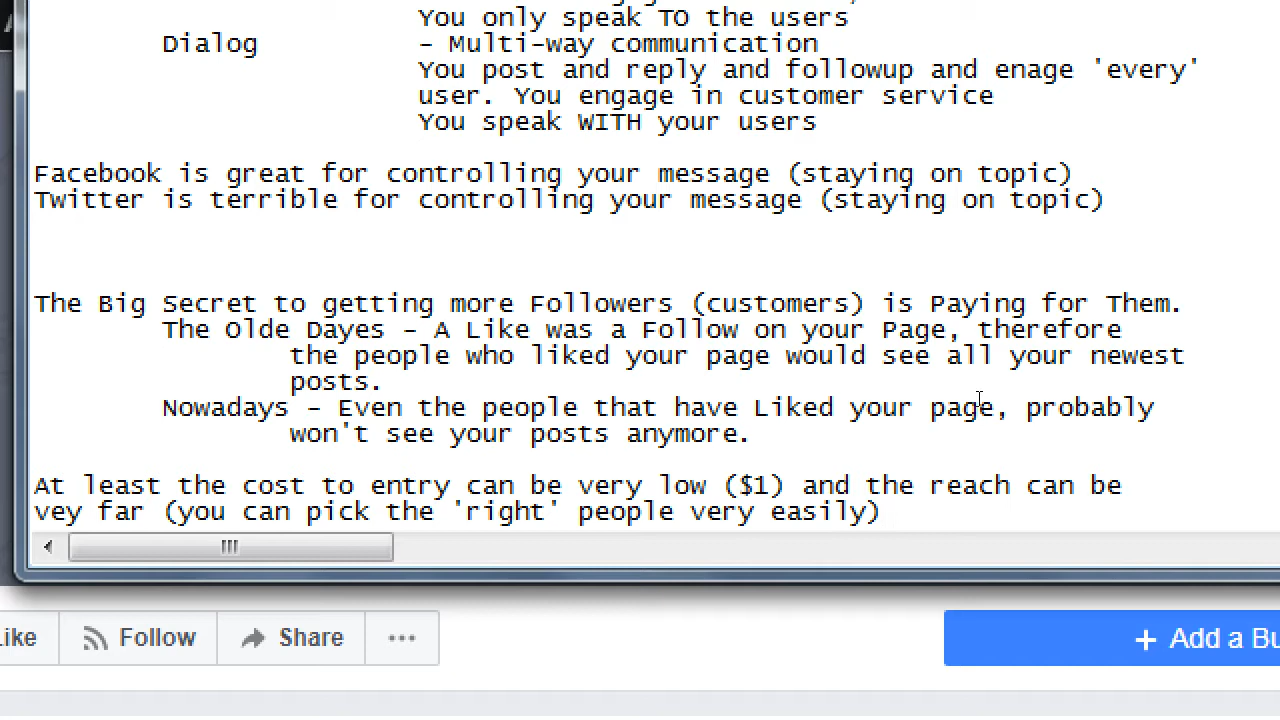 You only speak TO the users
Dialog - Multi-way communication
You post and reply and followup and enage 'every'
user. You engage in customer service
You speak WITH your users
Facebook is great for controlling your message (staying on topic)
Twitter is terrible for controlling your message (staying on topic)
The Big Secret to getting more Followers (customers) is Paying for Them.
The Olde Dayes - A Like was a Follow on your Page, therefore
the people who liked your page would see all your newest
posts.
Nowadays - Even the people that have Liked your page, probably
won't see your posts anymore.
At least the cost to entry can be very low ($1) and the reach can be
vey far (you can pick the 'right' people very easily)
Like Follow Share ... + Add a Bu